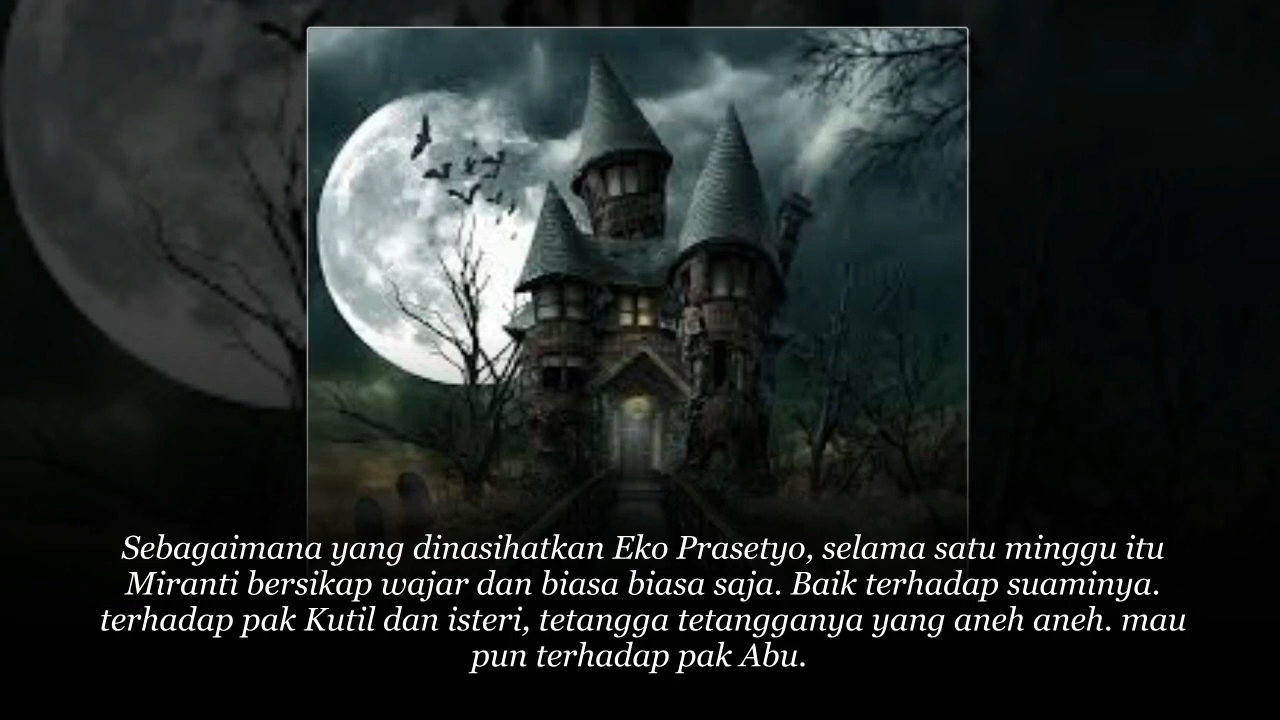 Sebagaimana yang dinasihatkan Eko Prasetyo, selama satu minggu itu
Miranti bersikap wajar dan biasa biasa saja. Baik terhadap suaminya.
terhadap pak Kutil dan isteri, tetangga tetangganya yang aneh aneh. mau
pun terhadap pak Abu.